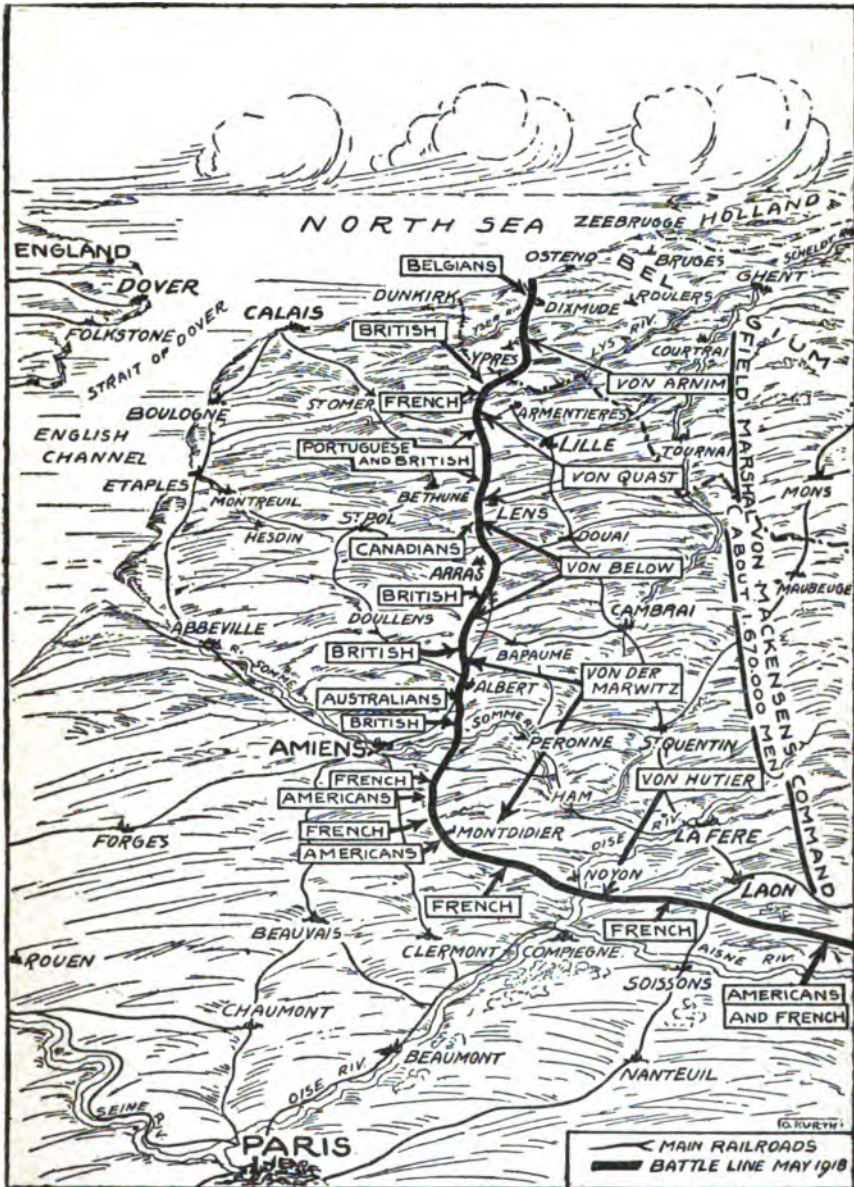 NORTH SEA
ZEEBRUGGE
HOLLAND
ENGLAND
DOVER
FOLKSTONE
STRAIT OF DOVER
BELGIANS
OSTEND
BRUGES
SCHELDT
GHENT
BEL
GIUM
DUNKIRK
CALAIS
YSER RIV.
DIXMUDE
ROULERS
BRITISH
YPRES
LYS RIV.
COURTRAI
VON ARNIM
FRENCH
ST OMER
BOULOGNE
ARMENTIERES
LILLE
TOURNAI
ENGLISH
CHANNEL
PORTUGUESE
AND BRITISH
VON QUAST
ETAPLES
MONTREUIL
BETHUNE
MONS
HESDIN
ST POL
LENS
CANADIANS
DOUAI
VON BELOW
ARRAS
BRITISH
DOULLENS
CAMBRAI
MAUBEUGE
ABBEVILLE
R. SOMME
BRITISH
BAPAUME
VON DER
MARWITZ
AUSTRALIANS
ALBERT
BRITISH
SOMME R
AMIENS
PERONNE
ST QUENTIN
FRENCH
AMERICANS
HAM
VON HUTIER
FIELD MARSHAL VON MACKENSENS COMMAND
(ABOUT 1.670.000 MEN)
FRENCH
AMERICANS
MONTDIDIER
OISE RIV.
LA FERE
FORGES
NOYON
LAON
FRENCH
FRENCH
BEAUVAIS
CLERMONT
COMPIEGNE
AISNE RIV.
ROUEN
SOISSONS
AMERICANS
AND FRENCH
CHAUMONT
BEAUMONT
OISE RIV.
NANTEUIL
SEINE R.
PARIS
O. KURTH
MAIN RAILROADS
BATTLE LINE MAY 1918